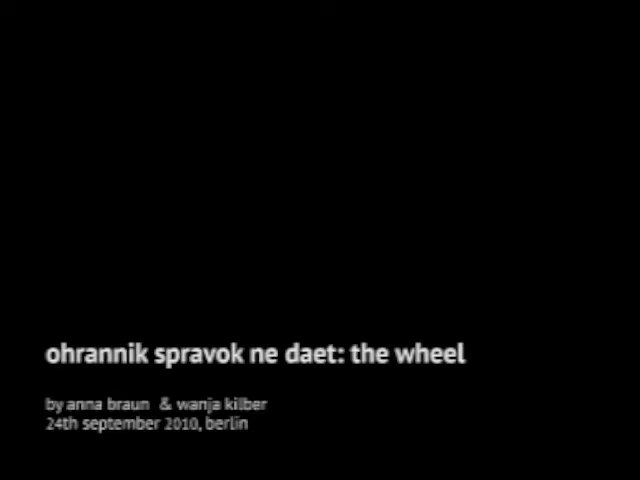 ohrannik spravok ne daet: the wheel
by anna braun & wanja kilber
24th september 2010, berlin